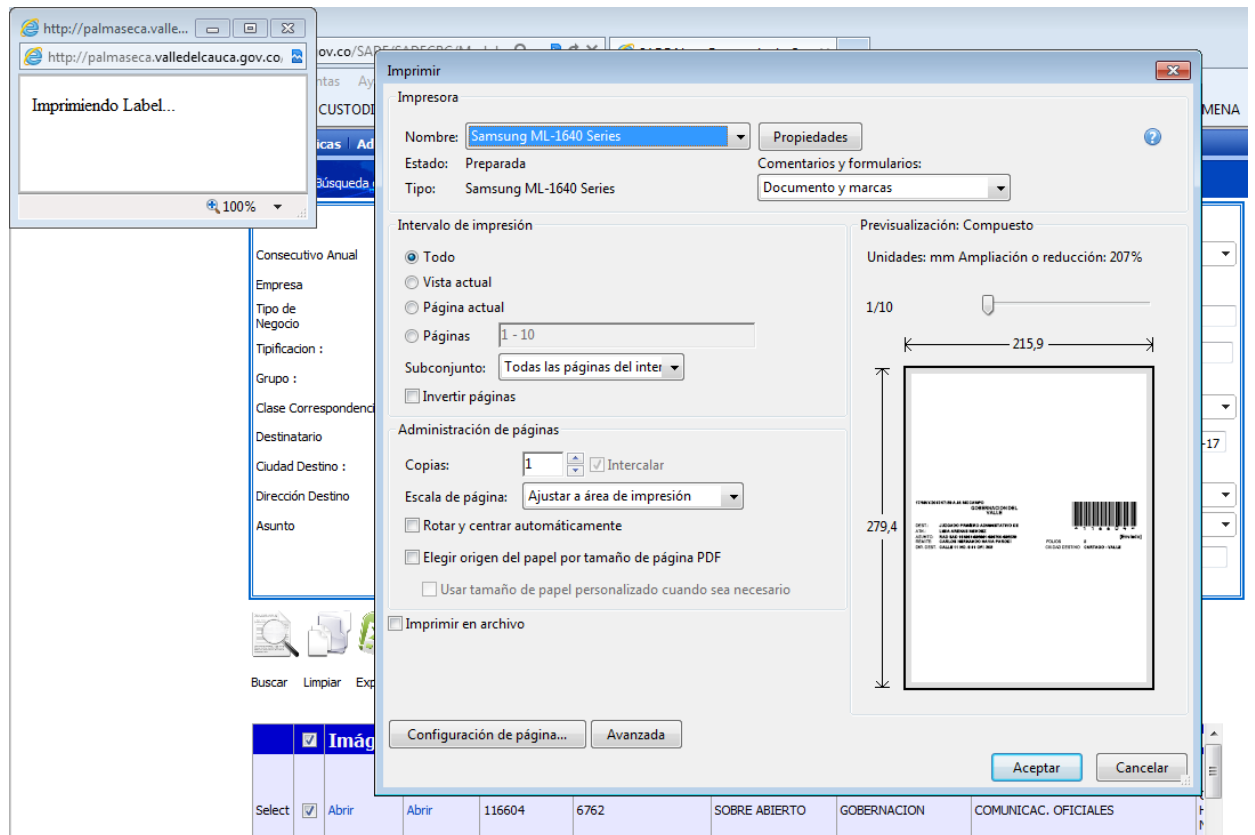 http://palmaseca.valle...
http://palmaseca.valledelcauca.gov.co/
Imprimiendo Label...
100%
CUSTODI
MENA
icas Ad
Búsqueda
Consecutivo Anual
Empresa
Tipo de
Negocio
Tipificacion :
Grupo :
Clase Correspondenci
Destinatario
Ciudad Destino :
Dirección Destino
Asunto
-17
Buscar Limpiar Exp
Imprimir
Impresora
Nombre: Samsung ML-1640 Series Propiedades
Estado: Preparada Comentarios y formularios:
Tipo: Samsung ML-1640 Series Documento y marcas
Intervalo de impresión
Todo
Vista actual
Página actual
Páginas 1 - 10
Subconjunto: Todas las páginas del inter
Invertir páginas
Administración de páginas
Copias: 1 Intercalar
Escala de página: Ajustar a área de impresión
Rotar y centrar automáticamente
Elegir origen del papel por tamaño de página PDF
Usar tamaño de papel personalizado cuando sea necesario
Imprimir en archivo
Previsualización: Compuesto
Unidades: mm Ampliación o reducción: 207%
1/10
215,9
279,4
GOBERNACION DEL
VALLE
CARTAGO - VALLE
Configuración de página... Avanzada
Aceptar Cancelar
Imág
Select Abrir Abrir 116604 6762 SOBRE ABIERTO GOBERNACION COMUNICAC. OFICIALES